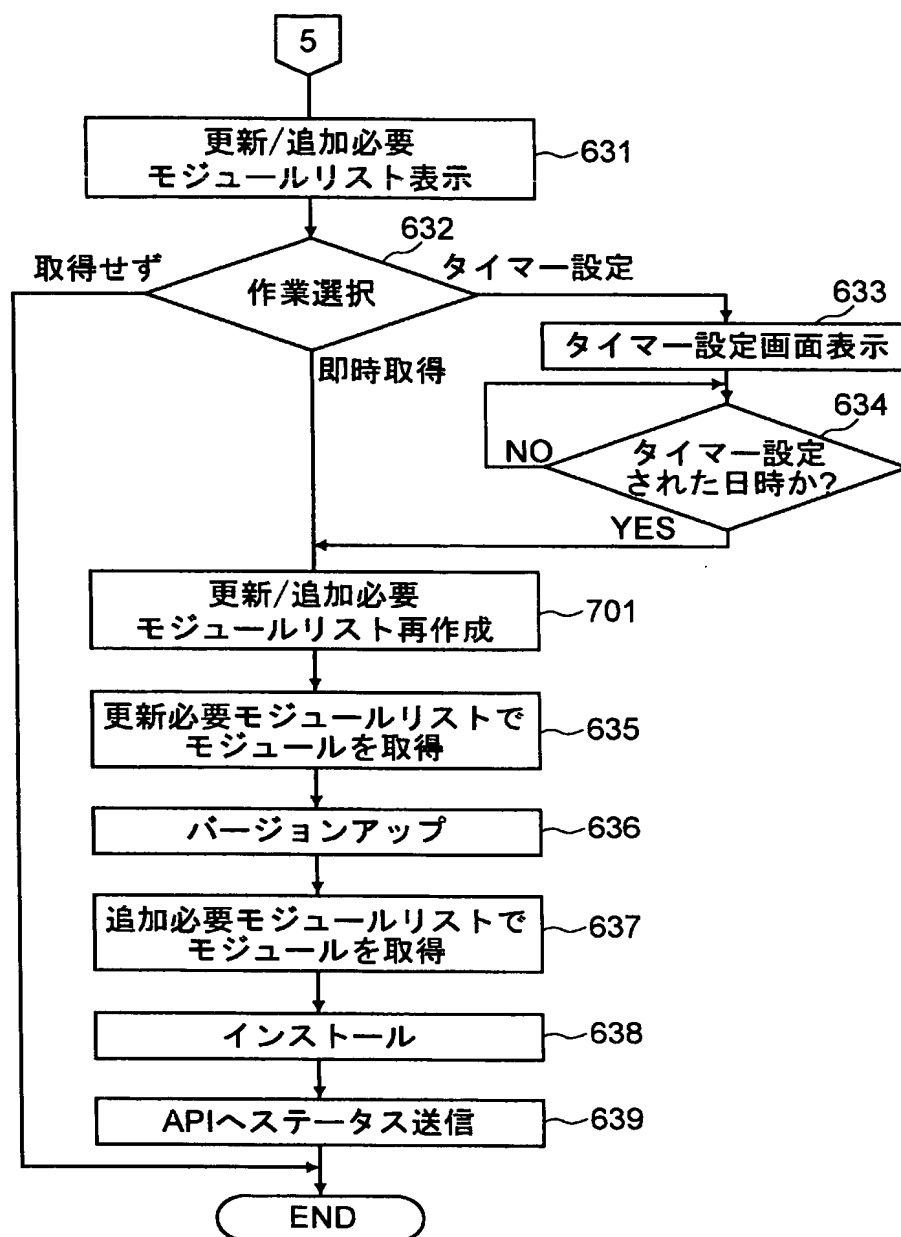 5
更新/追加必要
モジュールリスト表示
631
632
取得せず
タイマー設定
作業選択
633
タイマー設定画面表示
即時取得
634
NO
タイマー設定
された日時か?
YES
更新/追加必要
モジュールリスト再作成
701
更新必要モジュールリストで
モジュールを取得
635
バージョンアップ
636
追加必要モジュールリストで
モジュールを取得
637
インストール
638
APIへステータス送信
639
END